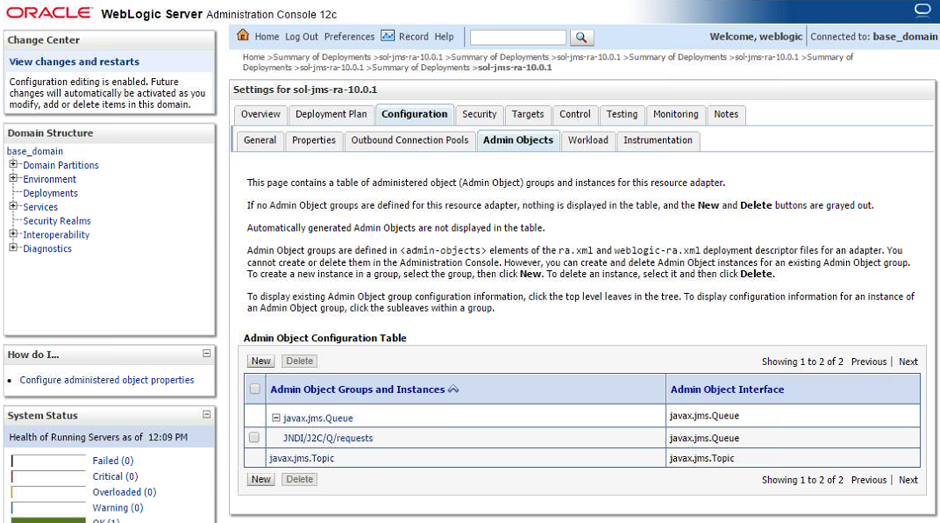 ORACLE WebLogic Server Administration Console 12c
Change Center
View changes and restarts
Configuration editing is enabled. Future
changes will automatically be activated as you
modify, add or delete items in this domain.
Domain Structure
base_domain
Domain Partitions
Environment
Deployments
Services
Security Realms
Interoperability
Diagnostics
How do I...
Configure administered object properties
System Status
Health of Running Servers as of 12:09 PM
Failed (0)
Critical (0)
Overloaded (0)
Warning (0)
OK (1)
Home Log Out Preferences Record Help
Welcome, weblogic Connected to: base_domain
Home >Summary of Deployments >sol-jms-ra-10.0.1 >Summary of Deployments >sol-jms-ra-10.0.1 >Summary of Deployments >sol-jms-ra-10.0.1 >Summary of
Deployments >sol-jms-ra-10.0.1 >Summary of Deployments >sol-jms-ra-10.0.1
Settings for sol-jms-ra-10.0.1
Overview Deployment Plan Configuration Security Targets Control Testing Monitoring Notes
General Properties Outbound Connection Pools Admin Objects Workload Instrumentation
This page contains a table of administered object (Admin Object) groups and instances for this resource adapter.
If no Admin Object groups are defined for this resource adapter, nothing is displayed in the table, and the New and Delete buttons are grayed out.
Automatically generated Admin Objects are not displayed in the table.
Admin Object groups are defined in <admin-objects> elements of the ra.xml and weblogic-ra.xml deployment descriptor files for an adapter. You
cannot create or delete them in the Administration Console. However, you can create and delete Admin Object instances for an existing Admin Object group.
To create a new instance in a group, select the group, then click New. To delete an instance, select it and then click Delete.
To display existing Admin Object group configuration information, click the top level leaves in the tree. To display configuration information for an instance of
an Admin Object group, click the subleaves within a group.
Admin Object Configuration Table
New Delete Showing 1 to 2 of 2 Previous | Next
Admin Object Groups and Instances Admin Object Interface
javax.jms.Queue javax.jms.Queue
JNDI/J2C/Q/requests javax.jms.Queue
javax.jms.Topic javax.jms.Topic
New Delete Showing 1 to 2 of 2 Previous | Next